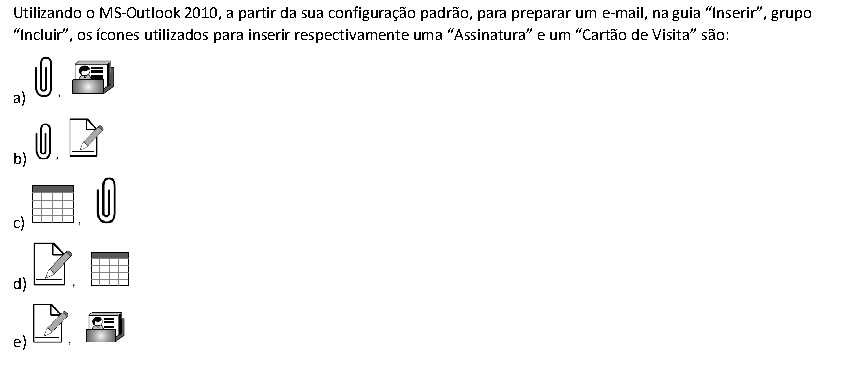 Utilizando o MS-Outlook 2010, a partir da sua configuração padrão, para preparar um e-mail, na guia “Inserir”, grupo
“Incluir”, os ícones utilizados para inserir respectivamente uma “Assinatura” e um “Cartão de Visita” são:
a) ,
b) ,
c) ,
d) ,
e) ,